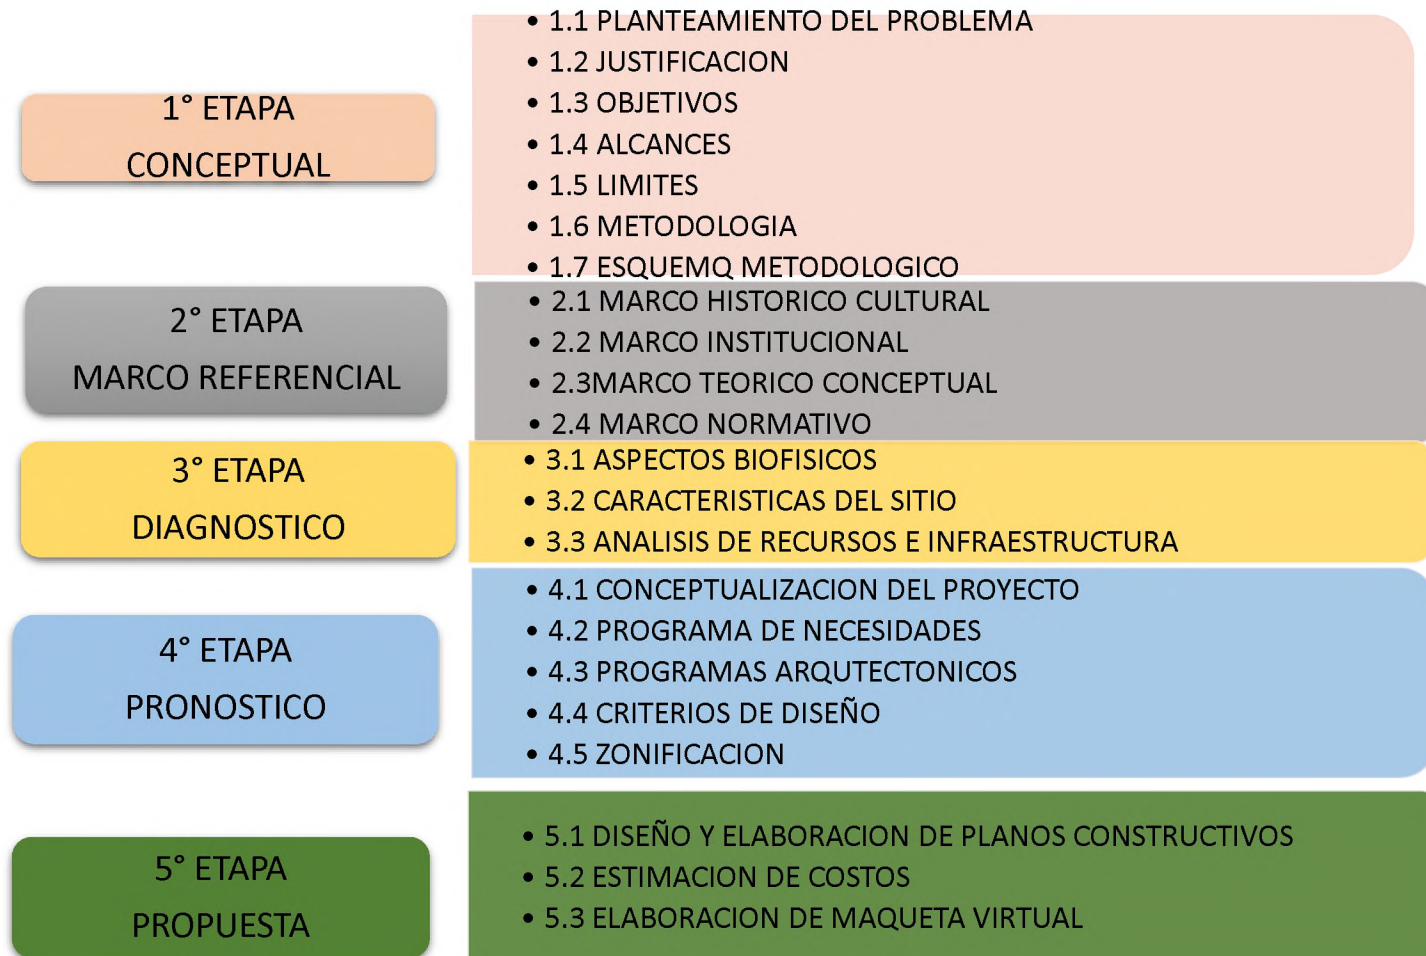 1° ETAPA
CONCEPTUAL
• 1.1 PLANTEAMIENTO DEL PROBLEMA
• 1.2 JUSTIFICACION
• 1.3 OBJETIVOS
• 1.4 ALCANCES
• 1.5 LIMITES
• 1.6 METODOLOGIA
• 1.7 ESQUEMQ METODOLOGICO
2° ETAPA
MARCO REFERENCIAL
• 2.1 MARCO HISTORICO CULTURAL
• 2.2 MARCO INSTITUCIONAL
• 2.3MARCO TEORICO CONCEPTUAL
• 2.4 MARCO NORMATIVO
3° ETAPA
DIAGNOSTICO
• 3.1 ASPECTOS BIOFISICOS
• 3.2 CARACTERISTICAS DEL SITIO
• 3.3 ANALISIS DE RECURSOS E INFRAESTRUCTURA
4° ETAPA
PRONOSTICO
• 4.1 CONCEPTUALIZACION DEL PROYECTO
• 4.2 PROGRAMA DE NECESIDADES
• 4.3 PROGRAMAS ARQUTECTONICOS
• 4.4 CRITERIOS DE DISEÑO
• 4.5 ZONIFICACION
5° ETAPA
PROPUESTA
• 5.1 DISEÑO Y ELABORACION DE PLANOS CONSTRUCTIVOS
• 5.2 ESTIMACION DE COSTOS
• 5.3 ELABORACION DE MAQUETA VIRTUAL